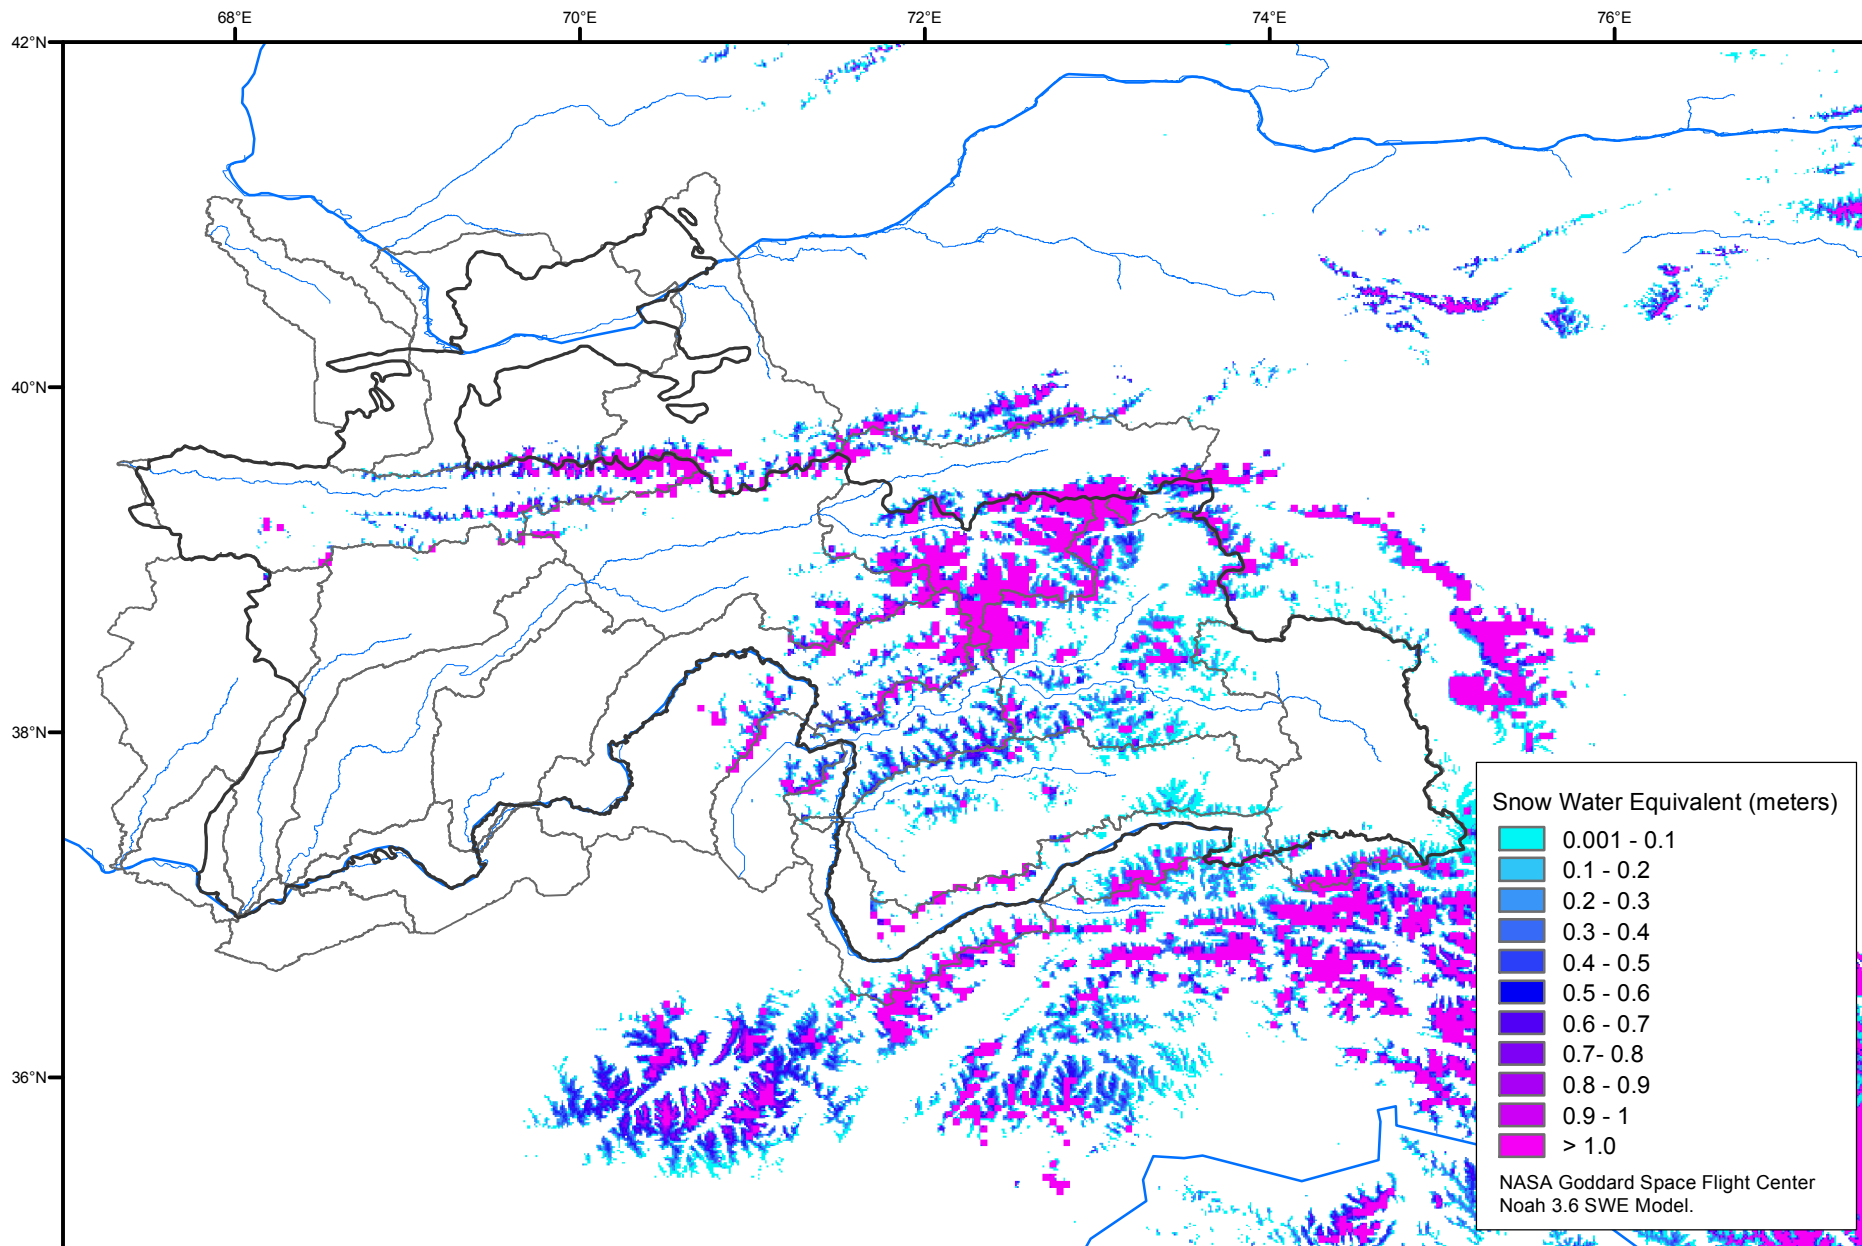 68°E 70°E 72°E 74°E 76°E
42°N
40°N
38°N
36°N
Snow Water Equivalent (meters)
0.001 - 0.1
0.1 - 0.2
0.2 - 0.3
0.3 - 0.4
0.4 - 0.5
0.5 - 0.6
0.6 - 0.7
0.7- 0.8
0.8 - 0.9
0.9 - 1
> 1.0
NASA Goddard Space Flight Center
Noah 3.6 SWE Model.